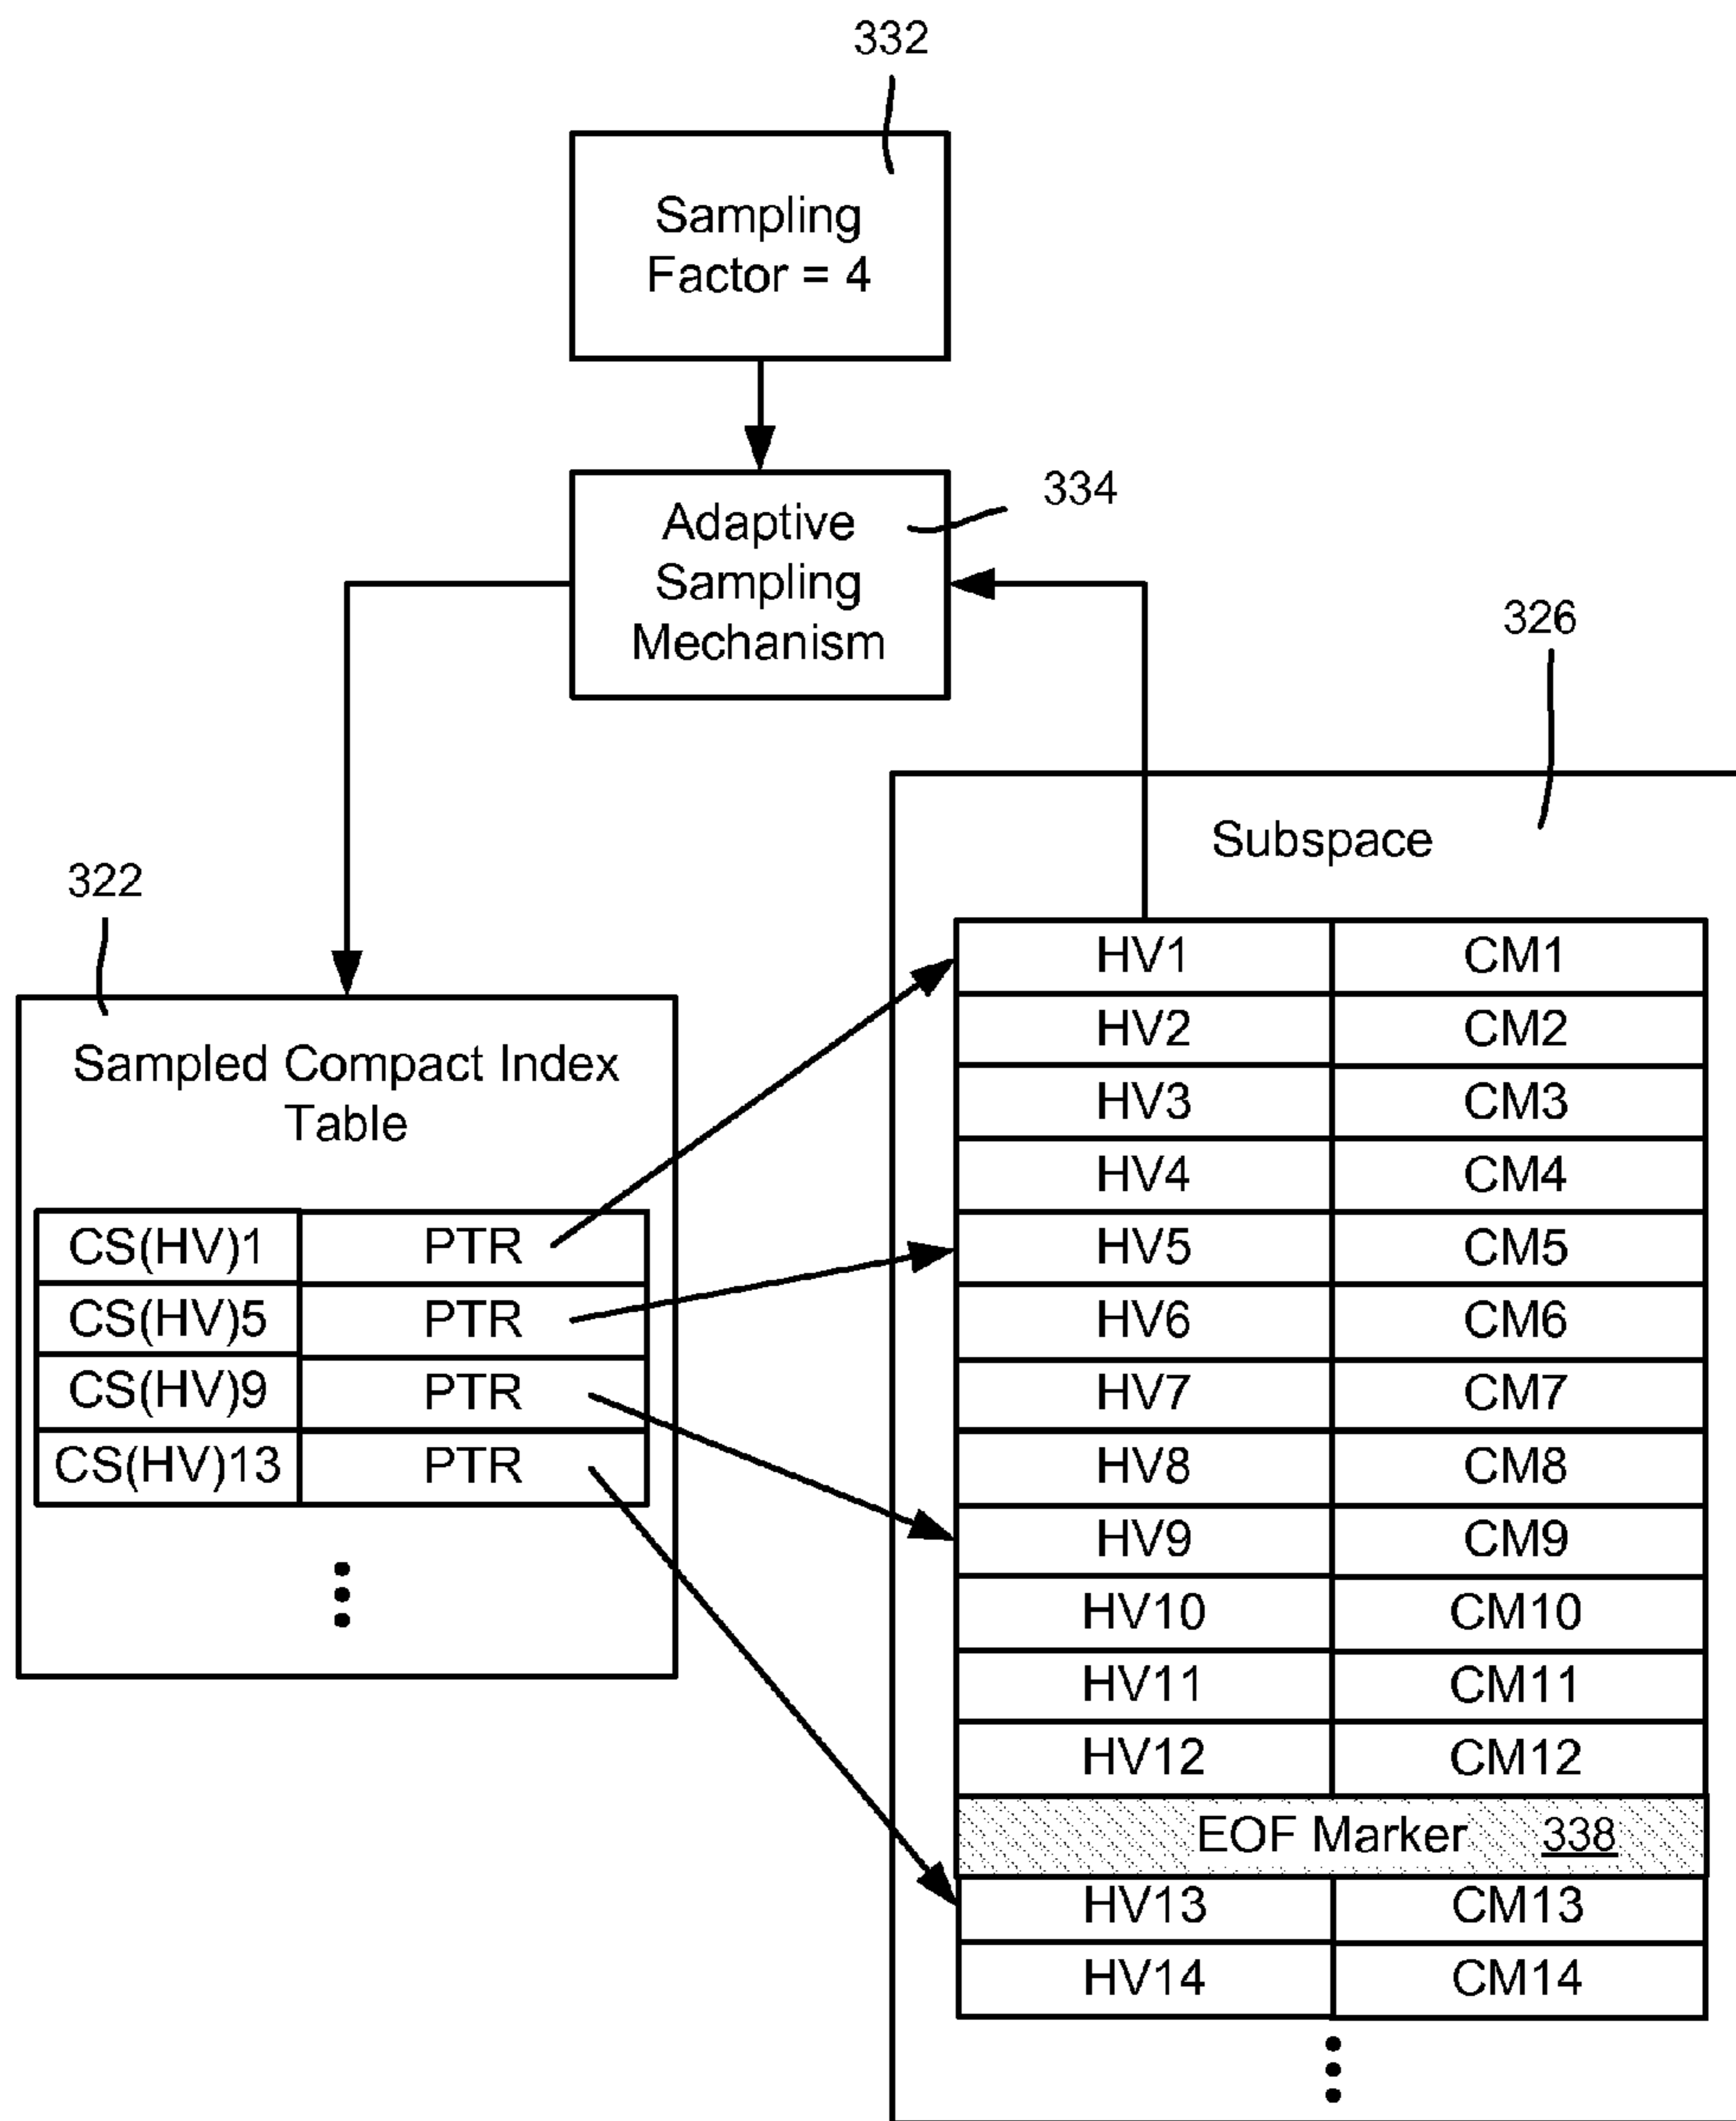 332
Sampling
Factor = 4
334
Adaptive
Sampling
Mechanism
326
Subspace
322
Sampled Compact Index
Table
CS(HV)1 PTR
CS(HV)5 PTR
CS(HV)9 PTR
CS(HV)13 PTR
HV1 CM1
HV2 CM2
HV3 CM3
HV4 CM4
HV5 CM5
HV6 CM6
HV7 CM7
HV8 CM8
HV9 CM9
HV10 CM10
HV11 CM11
HV12 CM12
EOF Marker 338
HV13 CM13
HV14 CM14